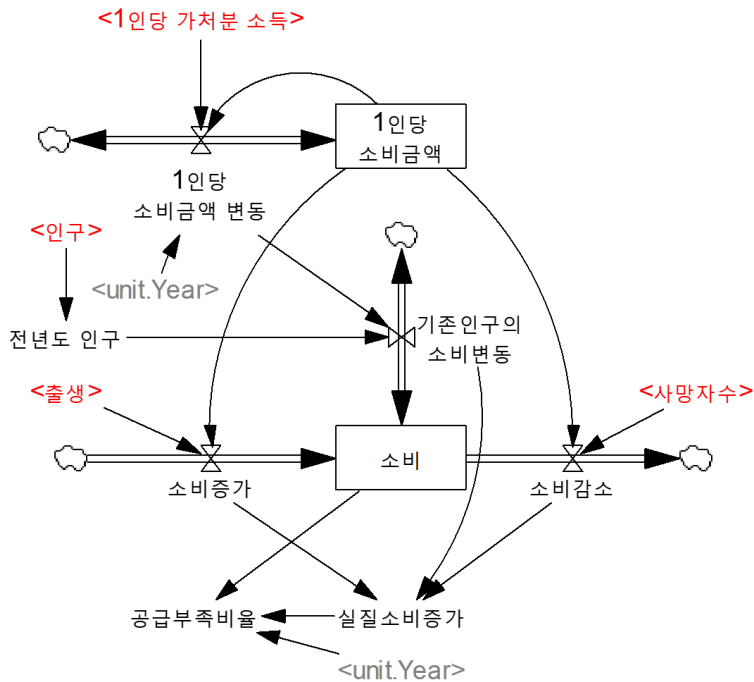 <1인당 가처분 소득>
1인당
소비금액
1인당
소비금액 변동
<인구>
<unit.Year>
전년도 인구
기존인구의
소비변동
<출생>
<사망자수>
소비
소비증가
소비감소
공급부족비율
실질소비증가
<unit.Year>